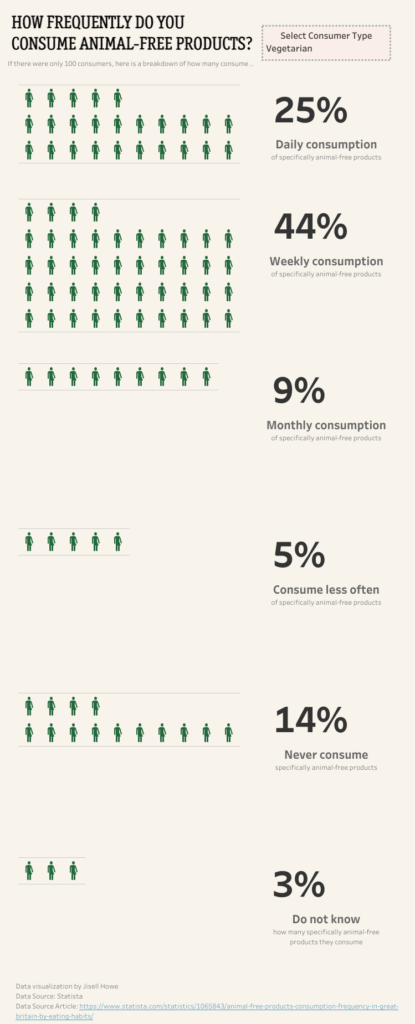 HOW FREQUENTLY DO YOU
CONSUME ANIMAL-FREE PRODUCTS?
Select Consumer Type
Vegetarian
If there were only 100 consumers, here is a breakdown of how many consume ...
25%
Daily consumption
of specifically animal-free products
44%
Weekly consumption
of specifically animal-free products
9%
Monthly consumption
of specifically animal-free products
5%
Consume less often
of specifically animal-free products
14%
Never consume
specifically animal-free products
3%
Do not know
how many specifically animal-free
products they consume
Data visualization by Jisell Howe
Data Source: Statista
Data Source Article: https://www.statista.com/statistics/1065843/animal-free-products-consumption-frequency-in-great-
britain-by-eating-habits/